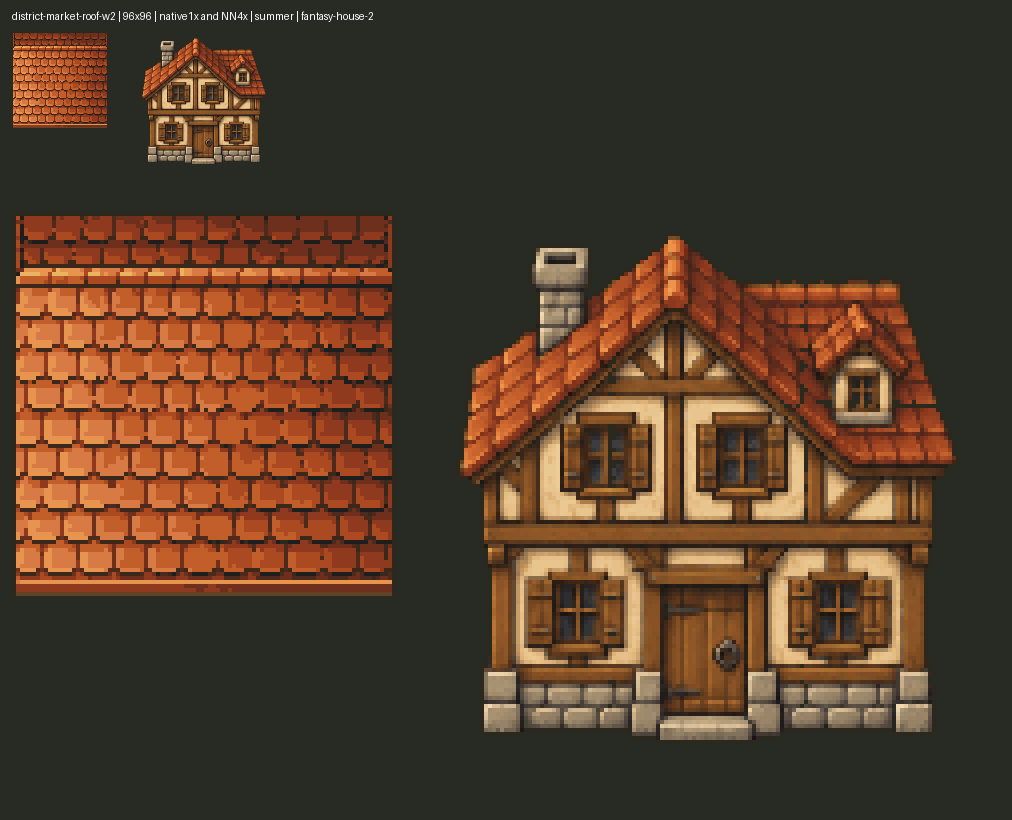 district-market-roof-w2 | 96x96 | native1x and NN4x | summer | fantasy-house-2